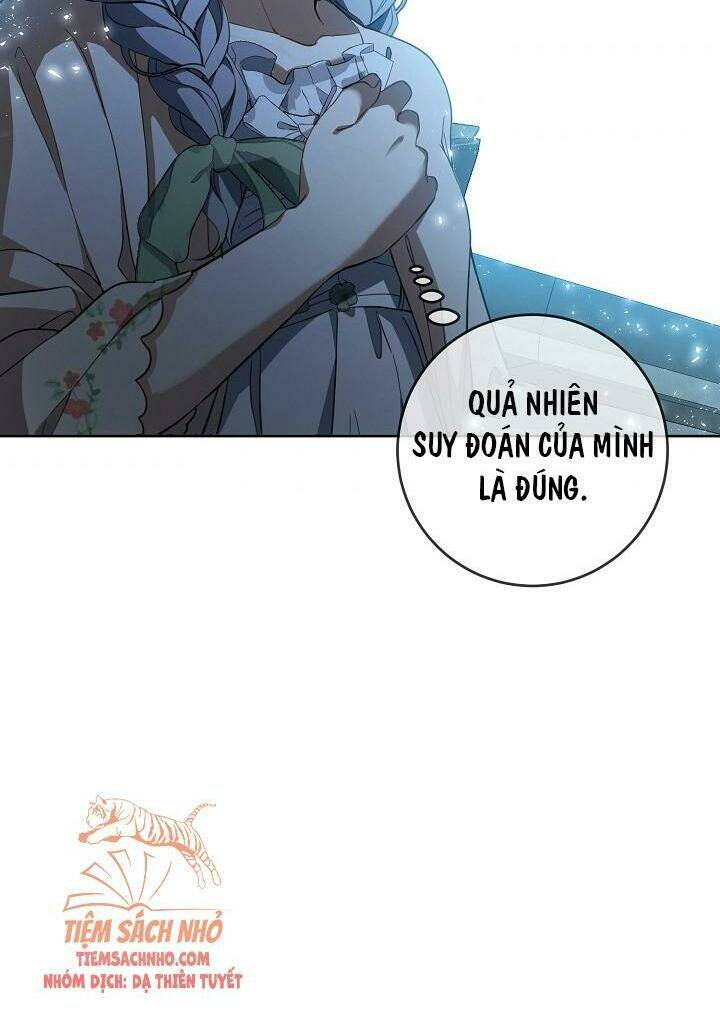 QUẢ NHIÊN
SUY ĐOÁN CỦA MÌNH
LÀ ĐÚNG.
TIỆM SÁCH NHỎ
TIEMSACHNHO.COM
NHÓM DỊCH: DẠ THIÊN TUYẾT